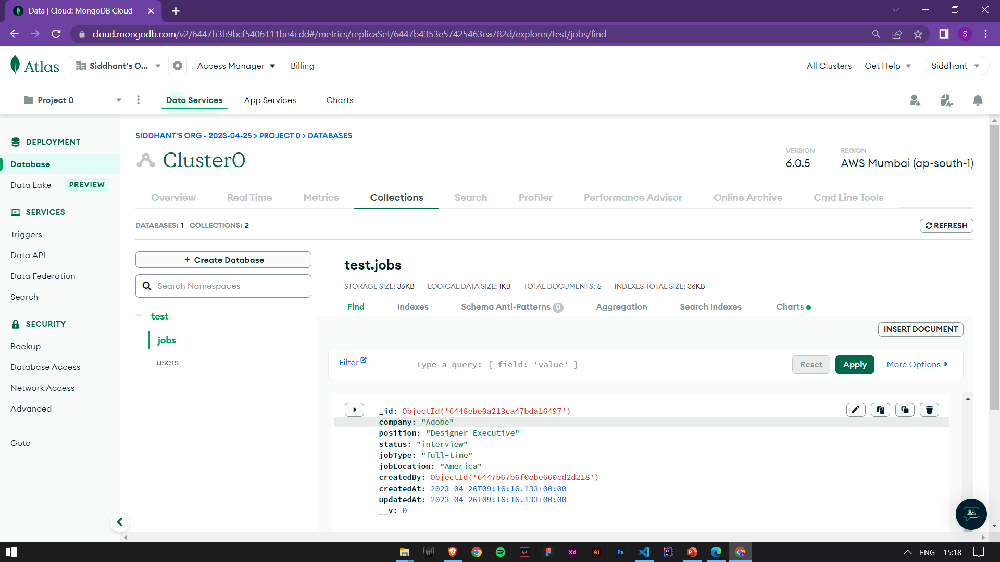 Data | Cloud: MongoDB Cloud
cloud.mongodb.com/v2/6447b3b9bcf5406111be4cdd#/metrics/replicaSet/6447b4353e57425463ea782d/explorer/test/jobs/find
S
Atlas
Siddhant's O...
Access Manager
Billing
All Clusters
Get Help
Siddhant
Project 0
Data Services
App Services
Charts
DEPLOYMENT
Database
Data Lake
PREVIEW
SERVICES
Triggers
Data API
Data Federation
Search
SECURITY
Backup
Database Access
Network Access
Advanced
Goto
SIDDHANT'S ORG - 2023-04-25 > PROJECT 0 > DATABASES
Cluster0
VERSION
6.0.5
REGION
AWS Mumbai (ap-south-1)
Overview
Real Time
Metrics
Collections
Search
Profiler
Performance Advisor
Online Archive
Cmd Line Tools
DATABASES: 1 COLLECTIONS: 2
REFRESH
+ Create Database
Search Namespaces
test
jobs
users
test.jobs
STORAGE SIZE: 36KB LOGICAL DATA SIZE: 1KB TOTAL DOCUMENTS: 5 INDEXES TOTAL SIZE: 36KB
Find
Indexes
Schema Anti-Patterns 0
Aggregation
Search Indexes
Charts
INSERT DOCUMENT
Filter
Type a query: { field: 'value' }
Reset
Apply
More Options
_id: ObjectId('6448ebe0a213ca47bda16497')
company: "Adobe"
position: "Designer Executive"
status: "interview"
jobType: "full-time"
jobLocation: "America"
createdBy: ObjectId('6447b67b6f0ebe660cd2d218')
createdAt: 2023-04-26T09:16:16.133+00:00
updatedAt: 2023-04-26T09:16:16.133+00:00
__v: 0
Xd
Ai
Ps
ENG
15:18